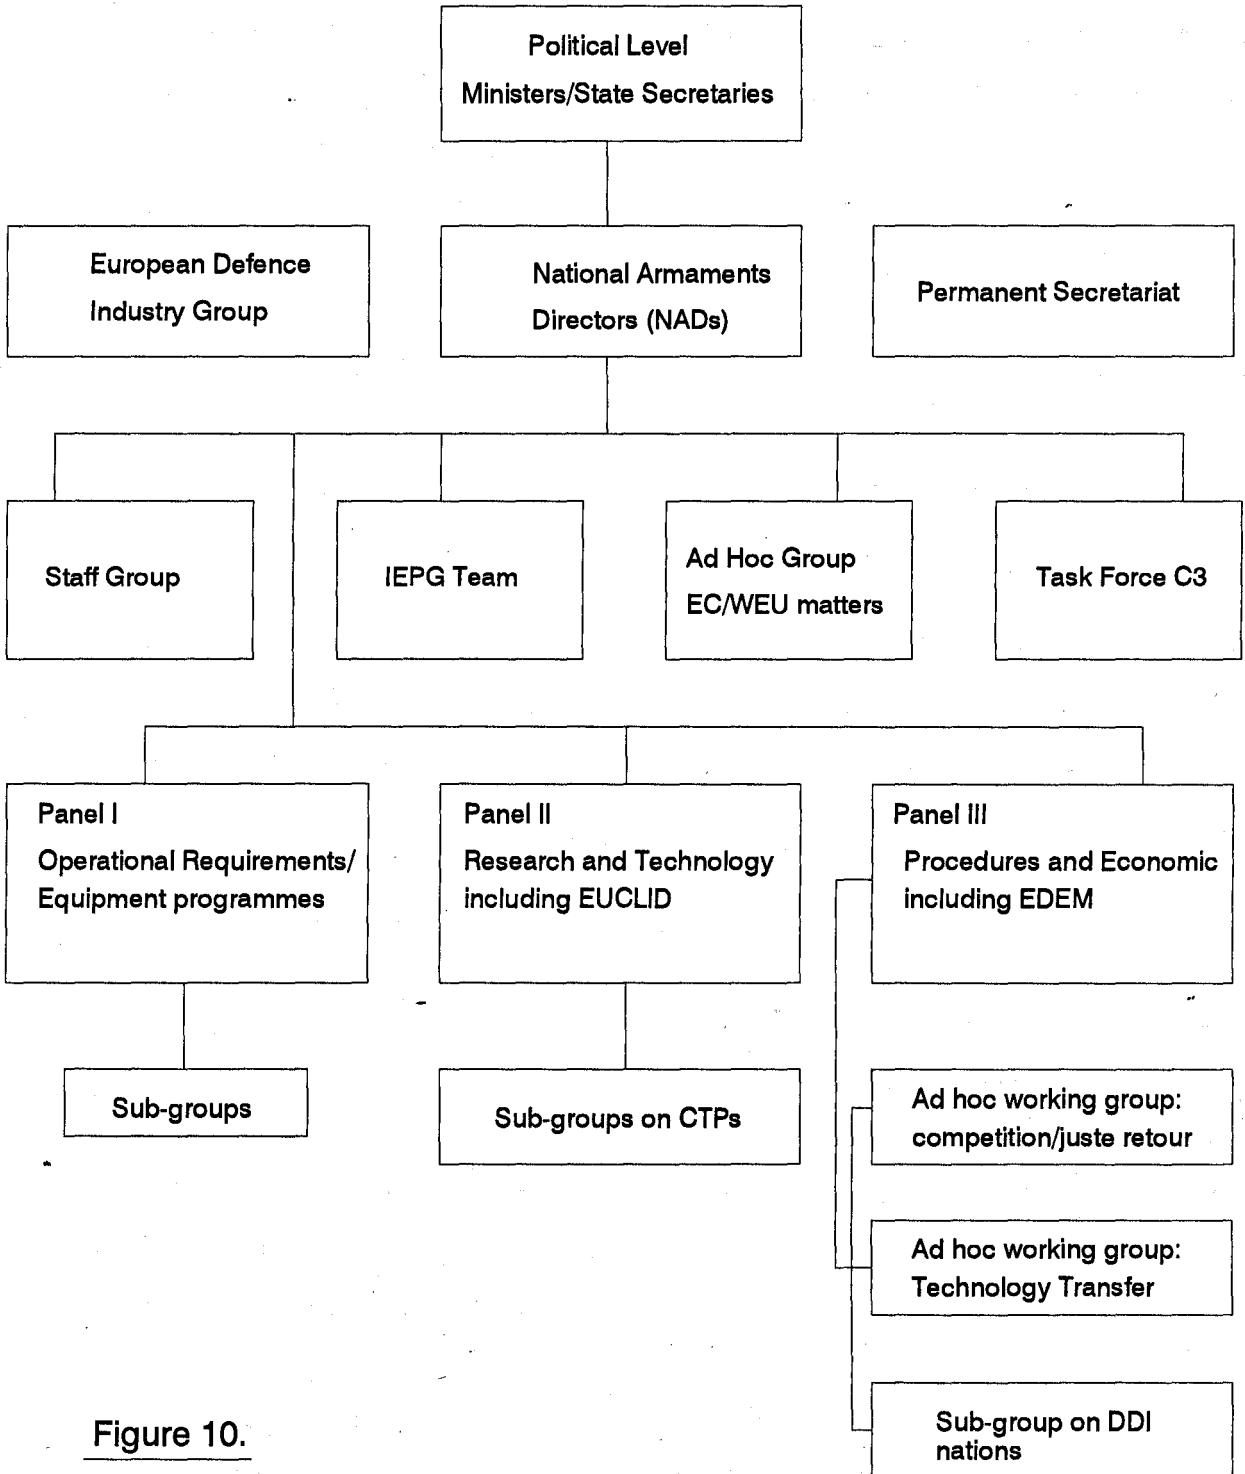 Political Level
Ministers/State Secretaries
European Defence
Industry Group
National Armaments
Directors (NADs)
Permanent Secretariat
Staff Group
IEPG Team
Ad Hoc Group
EC/WEU matters
Task Force C3
Panel I
Operational Requirements/
Equipment programmes
Panel II
Research and Technology
including EUCLID
Panel III
Procedures and Economic
including EDEM
Sub-groups
Sub-groups on CTPs
Ad hoc working group:
competition/juste retour
Ad hoc working group:
Technology Transfer
Sub-group on DDI
nations
Figure 10.